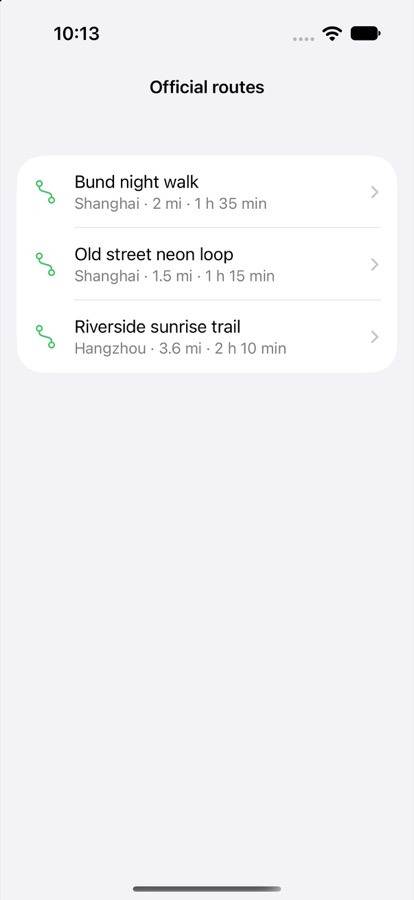 10:13
Official routes
Bund night walk
Shanghai · 2 mi · 1 h 35 min
Old street neon loop
Shanghai · 1.5 mi · 1 h 15 min
Riverside sunrise trail
Hangzhou · 3.6 mi · 2 h 10 min